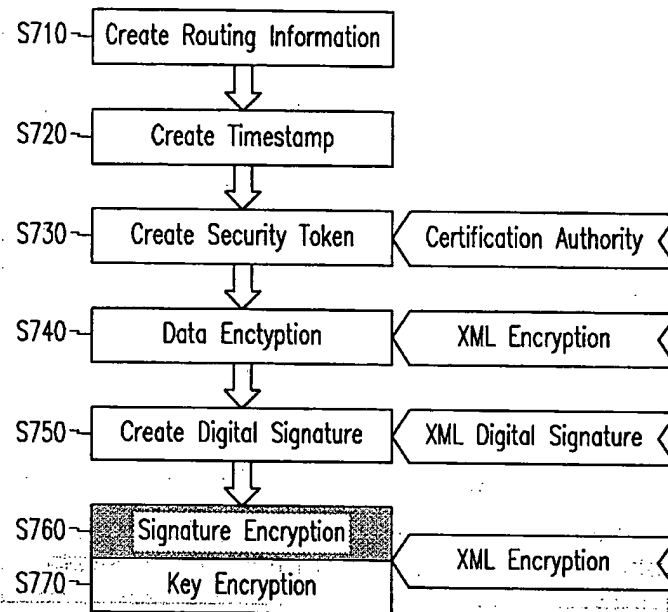 S710 Create Routing Information
S720 Create Timestamp
S730 Create Security Token Certification Authority
S740 Data Enctyption XML Encryption
S750 Create Digital Signature XML Digital Signature
S760 Signature Encryption
XML Encryption
S770 Key Encryption